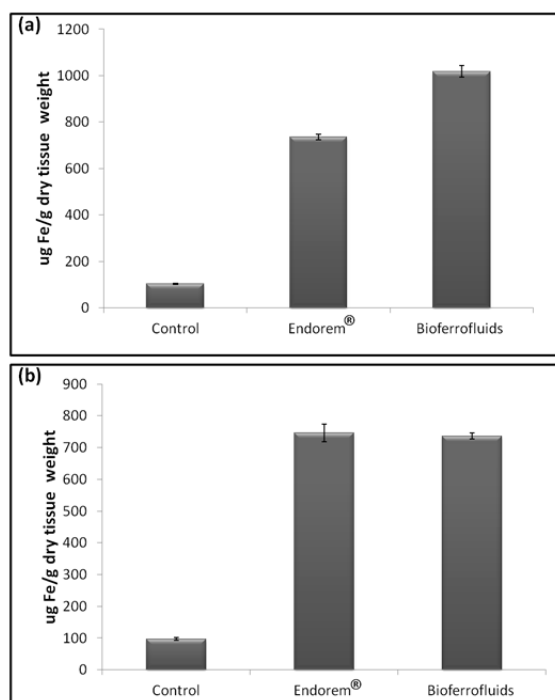 (a)
ug Fe/g dry tissue weight
1200
1000
800
600
400
200
0
Control Endorem® Bioferrofluids
(b)
ug Fe/g dry tissue weight
900
800
700
600
500
400
300
200
100
0
Control Endorem® Bioferrofluids